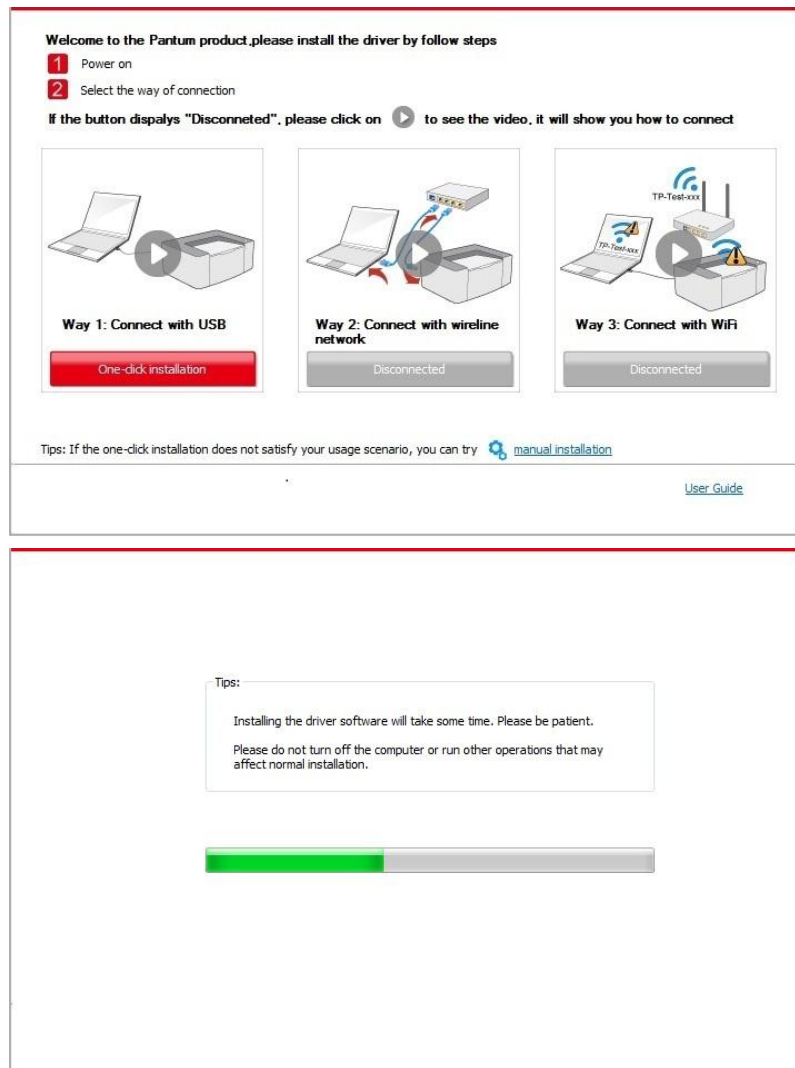 Welcome to the Pantum product,please install the driver by follow steps
1 Power on
2 Select the way of connection
If the button dispalys "Disconneted", please click on to see the video, it will show you how to connect
TP-Test-xxx
TP-Test-xxx
Way 1: Connect with USB
Way 2: Connect with wireline
network
Way 3: Connect with WiFi
One-click installation
Disconnected
Disconnected
Tips: If the one-click installation does not satisfy your usage scenario, you can try manual installation
User Guide
Tips:
Installing the driver software will take some time. Please be patient.
Please do not turn off the computer or run other operations that may
affect normal installation.